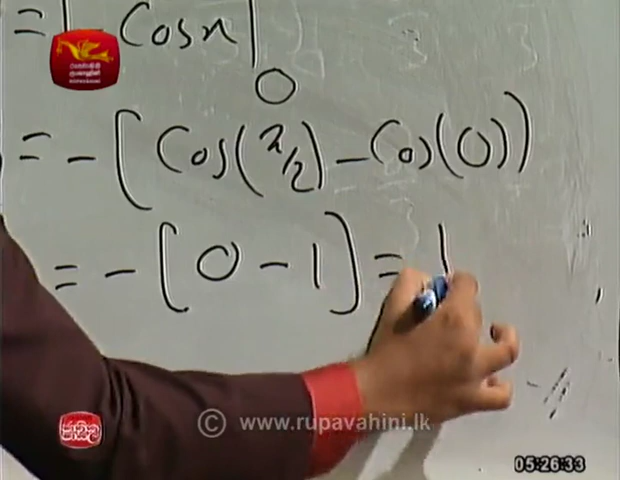 = |- Cosx|
0
= - [Cos(π/2) - Cos(0)]
= - [0 - 1] = 1
© www.rupavahini.lk
05:26:33